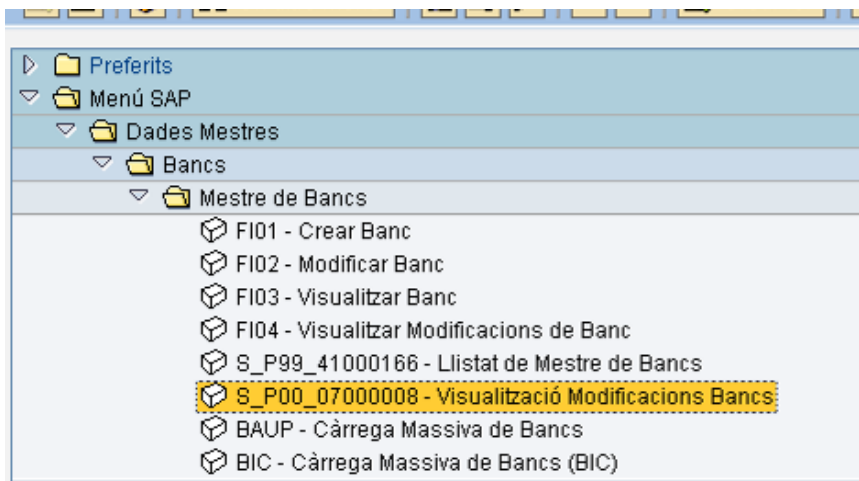 Preferits
Menú SAP
Dades Mestres
Bancs
Mestre de Bancs
FI01 - Crear Banc
FI02 - Modificar Banc
FI03 - Visualitzar Banc
FI04 - Visualitzar Modificacions de Banc
S_P99_41000166 - Llistat de Mestre de Bancs
S_P00_07000008 - Visualització Modificacions Bancs
BAUP - Càrrega Massiva de Bancs
BIC - Càrrega Massiva de Bancs (BIC)